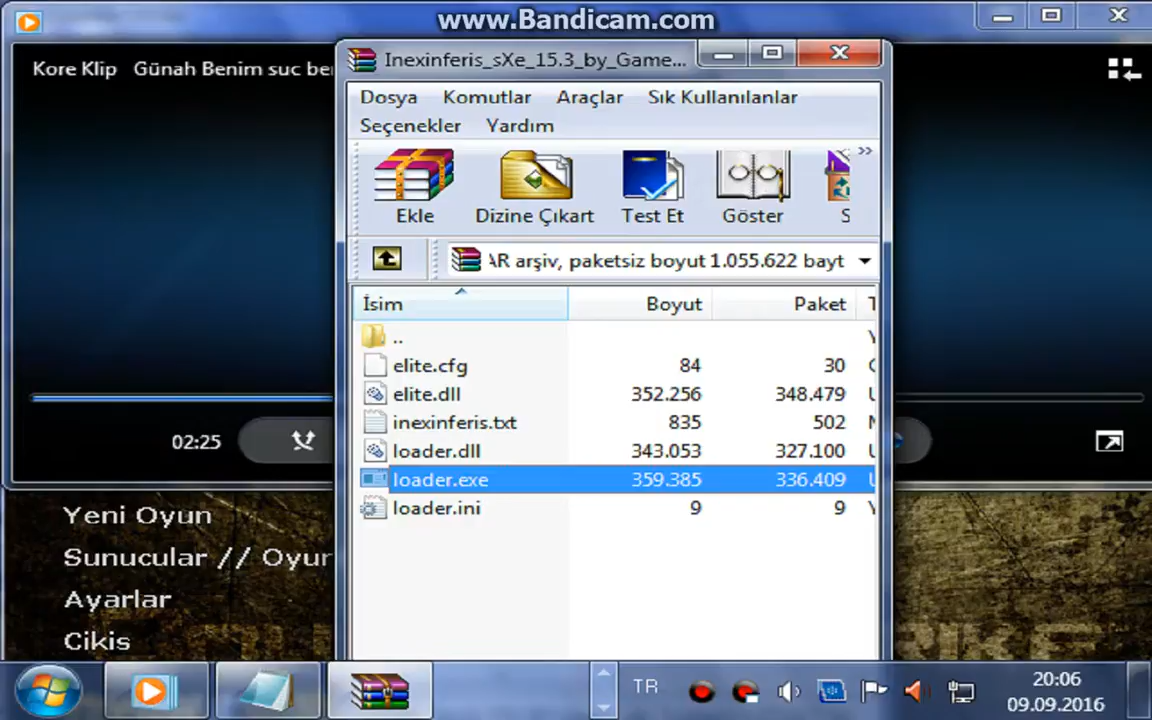 www.Bandicam.com
Kore Klip Günah Benim suc ber
Inexinferis_sXe_15.3_by_Game...
Dosya Komutlar Araçlar Sık Kullanılanlar
Seçenekler Yardım
Ekle Dizine Çıkart Test Et Göster S
AR arşiv, paketsiz boyut 1.055.622 bayt
İsim Boyut Paket T
..
elite.cfg 84 30
elite.dll 352.256 348.479
inexinferis.txt 835 502
loader.dll 343.053 327.100
loader.exe 359.385 336.409
loader.ini 9 9
02:25
Yeni Oyun
Sunucular // Oyun
Ayarlar
Cikis
TR 20:06
09.09.2016